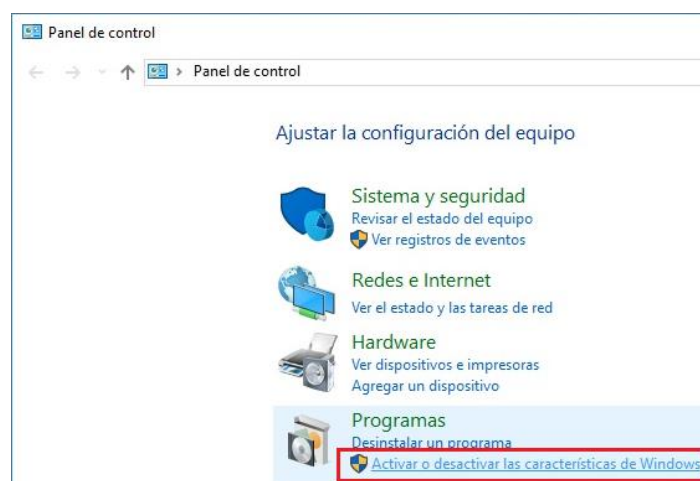 Panel de control
Panel de control
Ajustar la configuración del equipo
Sistema y seguridad
Revisar el estado del equipo
Ver registros de eventos
Redes e Internet
Ver el estado y las tareas de red
Hardware
Ver dispositivos e impresoras
Agregar un dispositivo
Programas
Desinstalar un programa
Activar o desactivar las características de Windows